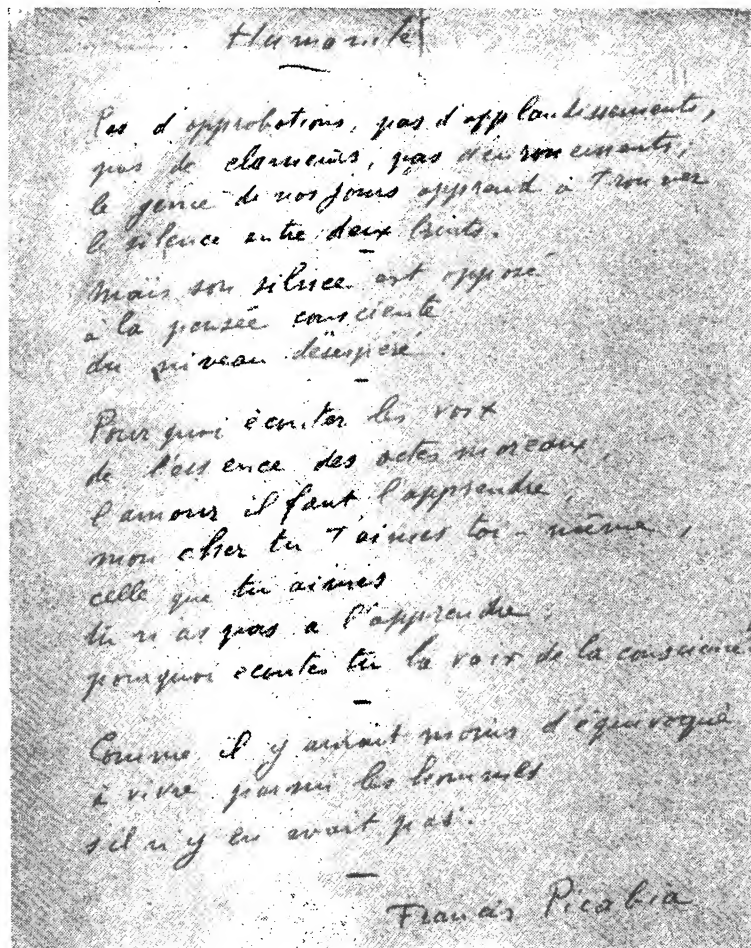 Humanité
Pas d'approbations, pas d'applaudissements,
pas de clameurs, pas d'environements,
le génie de nos jours apprend à trouver
le silence entre deux bruits.
mais son silence est opposé
à la pensée consciente
du niveau désespéré.
Pourquoi écouter les voix
de l'essence des actes moreaux,
l'amour il faut l'apprendre,
mon cher tu t'aimes toi-même,
celle que tu aimes
tu n'as pas a l'apprendre.
pourquoi ecoutes tu la voix de la conscience
Comme il y aurait moins d'équivoque
à vivre parmi les hommes
s'il n'y en avait pas.
Francis Picabia